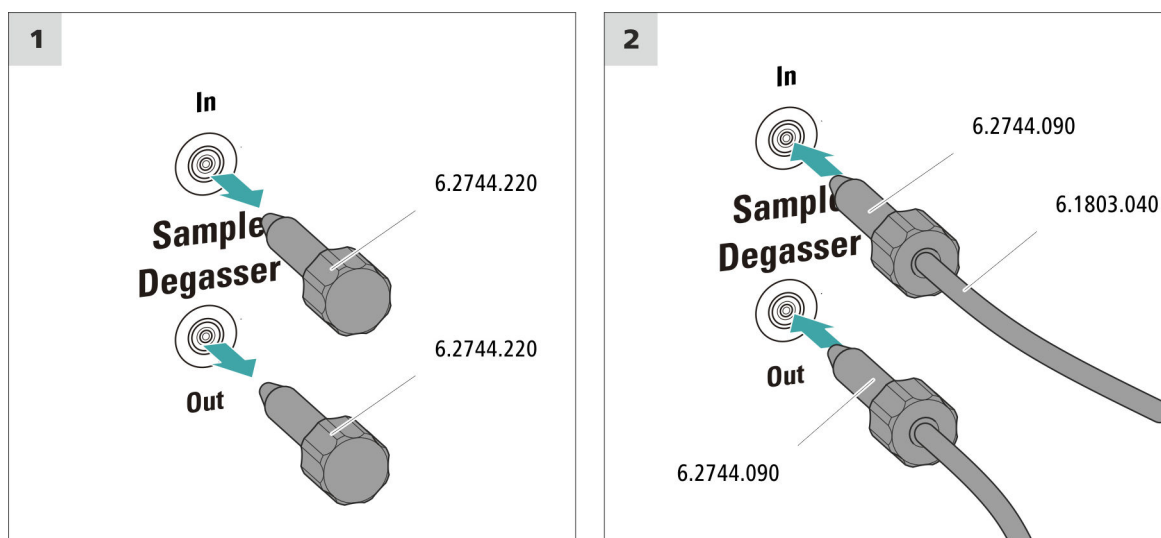 1
In
6.2744.220
Sample
Degasser
6.2744.220
Out
2
In
6.2744.090
6.1803.040
Sample
Degasser
Out
6.2744.090